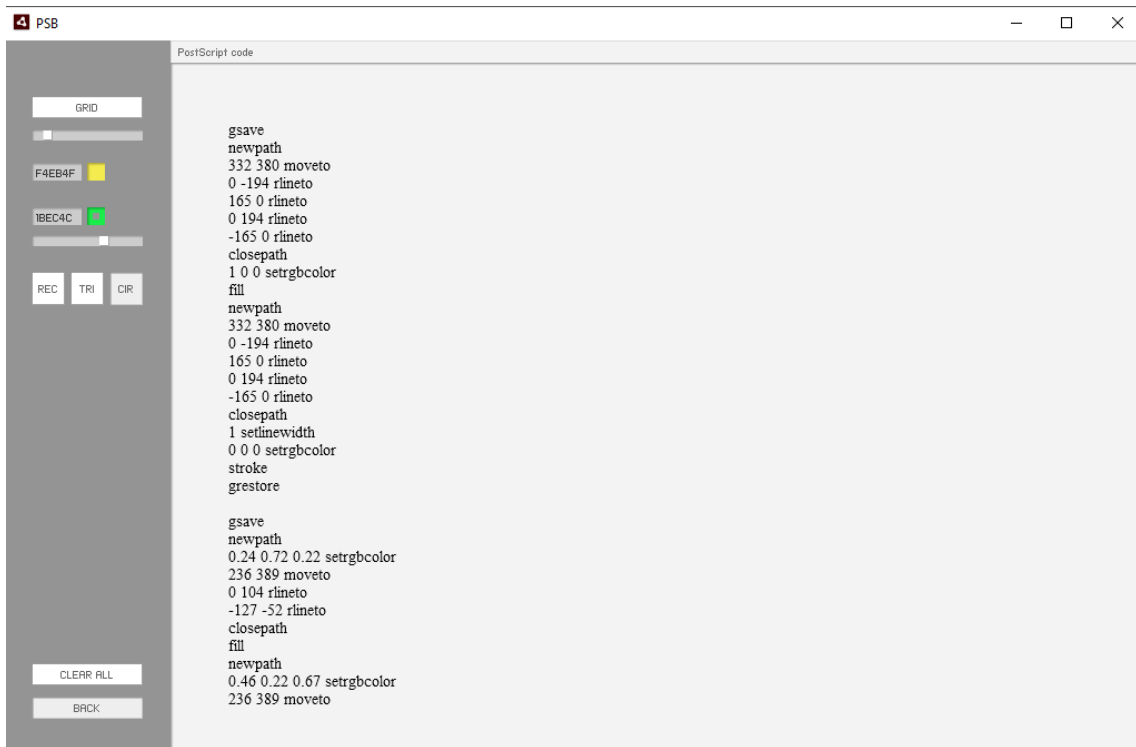 PSB
PostScript code
GRID
F4EB4F
1BEC4C
REC TRI CIR
CLEAR ALL
BACK
gsave
newpath
332 380 moveto
0 -194 rlineto
165 0 rlineto
0 194 rlineto
-165 0 rlineto
closepath
1 0 0 setrgbcolor
fill
newpath
332 380 moveto
0 -194 rlineto
165 0 rlineto
0 194 rlineto
-165 0 rlineto
closepath
1 setlinewidth
0 0 0 setrgbcolor
stroke
grestore
gsave
newpath
0.24 0.72 0.22 setrgbcolor
236 389 moveto
0 104 rlineto
-127 -52 rlineto
closepath
fill
newpath
0.46 0.22 0.67 setrgbcolor
236 389 moveto